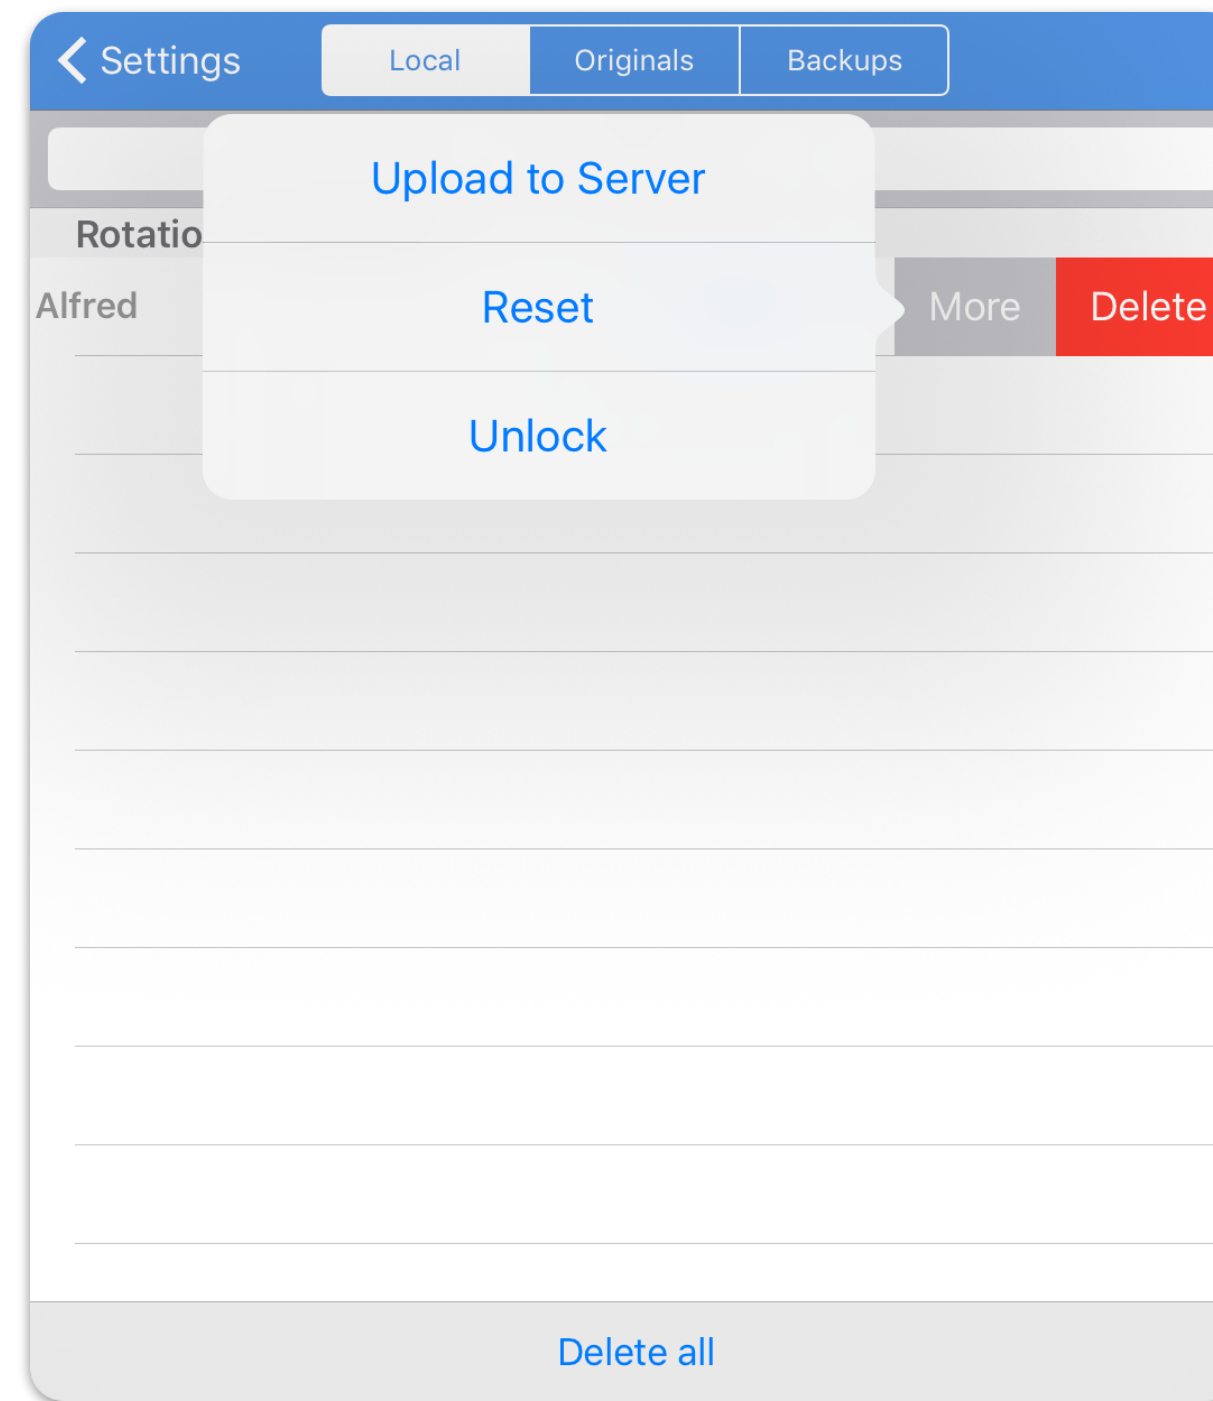 Settings
Local
Originals
Backups
Upload to Server
Rotatio
Reset
Alfred
More
Delete
Unlock
Delete all